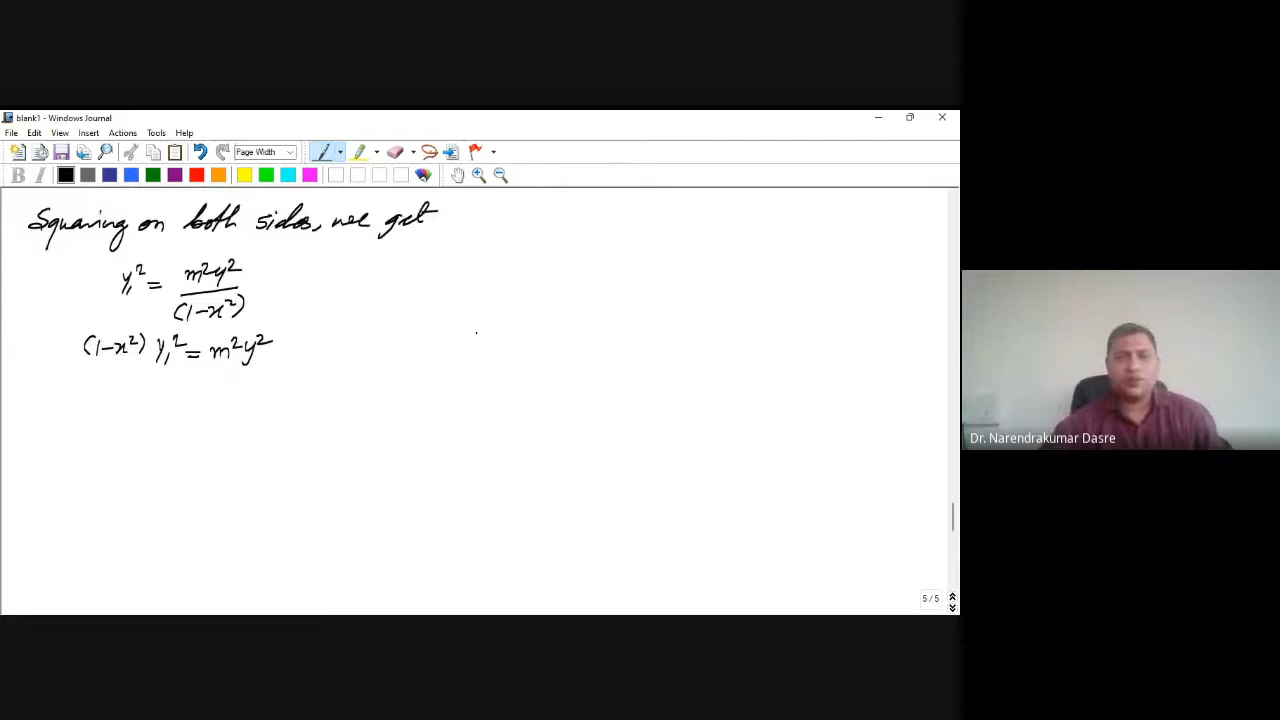 blank1 - Windows Journal
File Edit View Insert Actions Tools Help
Page Width
B I
Squaring on both sides, we get
y₁² = m²y² / (1-x²)
(1-x²) y₁² = m²y²
Dr. Narendrakumar Dasre
5 / 5